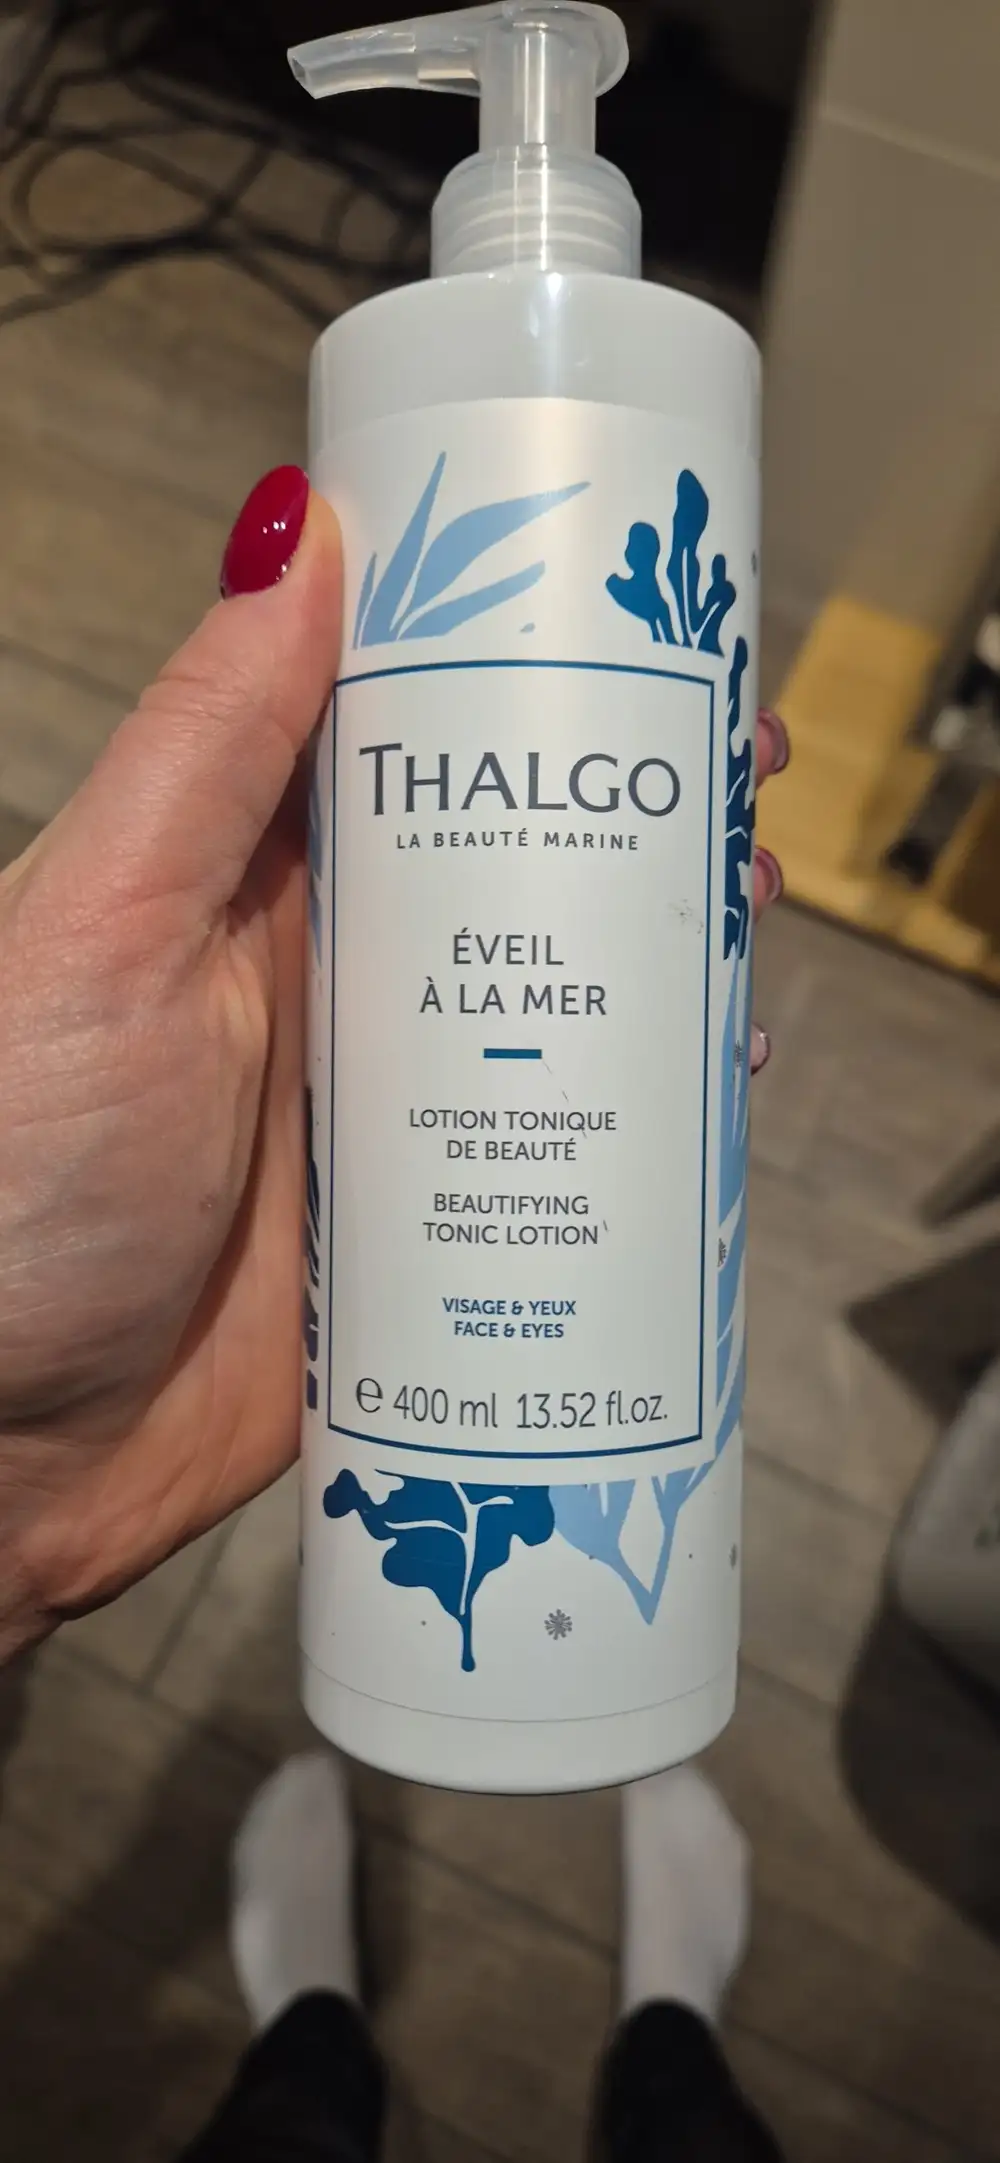 THALGO
LA BEAUTÉ MARINE
ÉVEIL
À LA MER
LOTION TONIQUE
DE BEAUTÉ
BEAUTIFYING
TONIC LOTION
VISAGE & YEUX
FACE & EYES
℮ 400 ml 13.52 fl.oz.